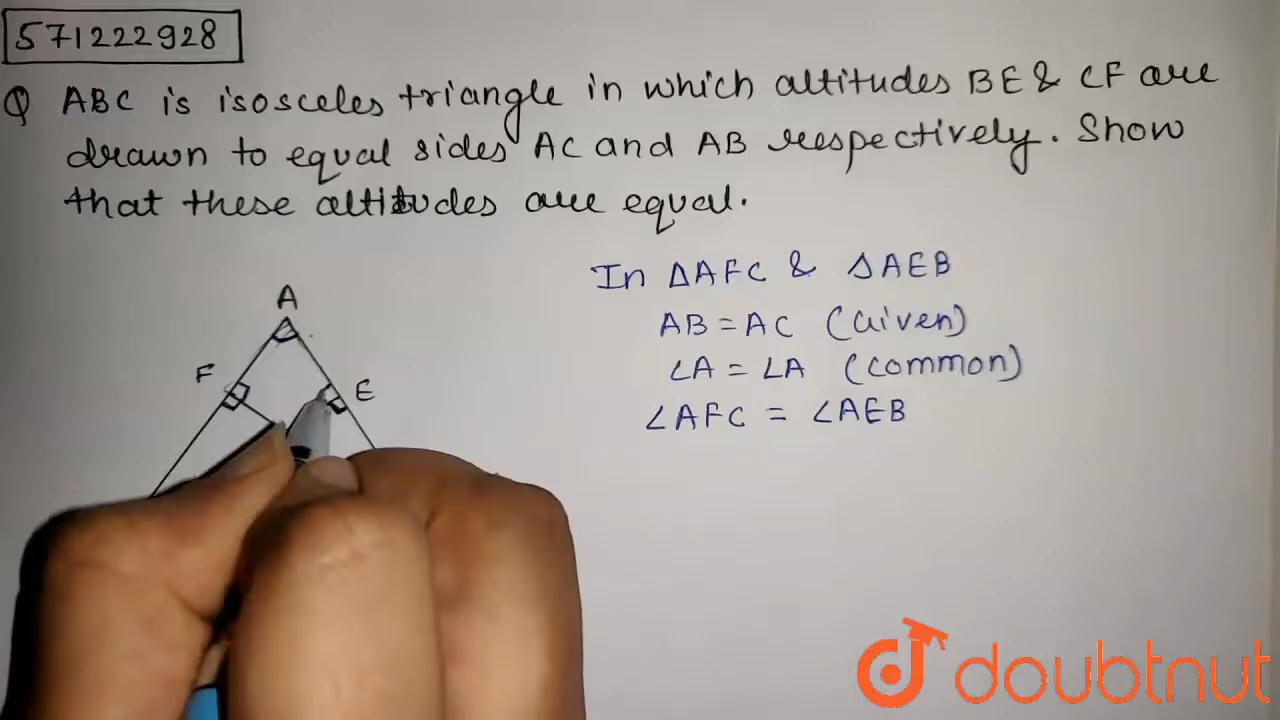 571222928
Q ABC is isosceles triangle in which altitudes BE & CF are
drawn to equal sides AC and AB respectively. Show
that these altitudes are equal.
In ΔAFC & ΔAEB
AB = AC (Given)
∠A = ∠A (common)
∠AFC = ∠AEB
A
F
E
doubtnut